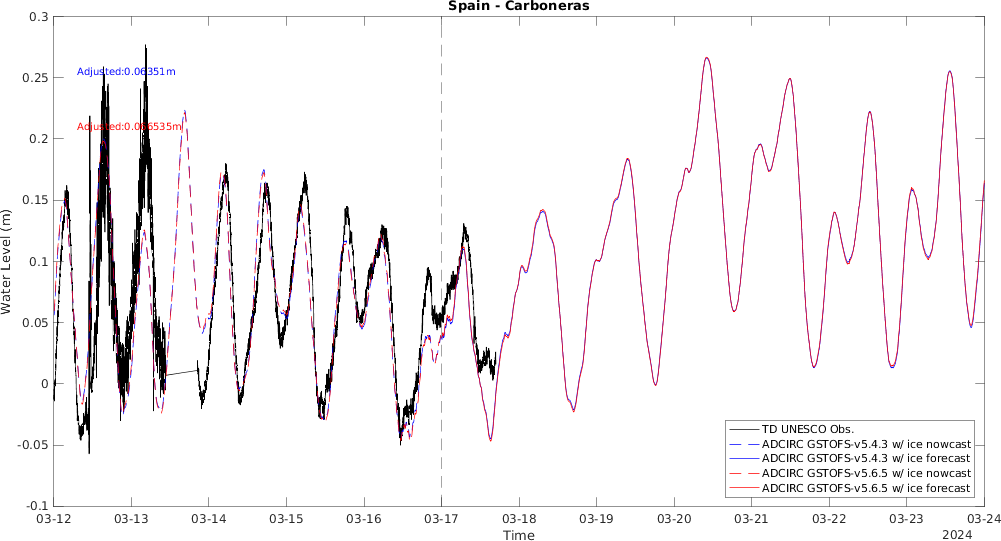 Spain - Carboneras
0.3
0.25
0.2
0.15
0.1
0.05
0
-0.05
-0.1
Water Level (m)
Adjusted:0.06351m
03-12
03-13
03-14
03-15
03-16
03-17
03-18
03-19
03-20
03-21
03-22
03-23
03-24
Time
2024
TD UNESCO Obs.
ADCIRC GSTOFS-v5.4.3 w/ ice nowcast
ADCIRC GSTOFS-v5.4.3 w/ ice forecast
ADCIRC GSTOFS-v5.6.5 w/ ice nowcast
ADCIRC GSTOFS-v5.6.5 w/ ice forecast